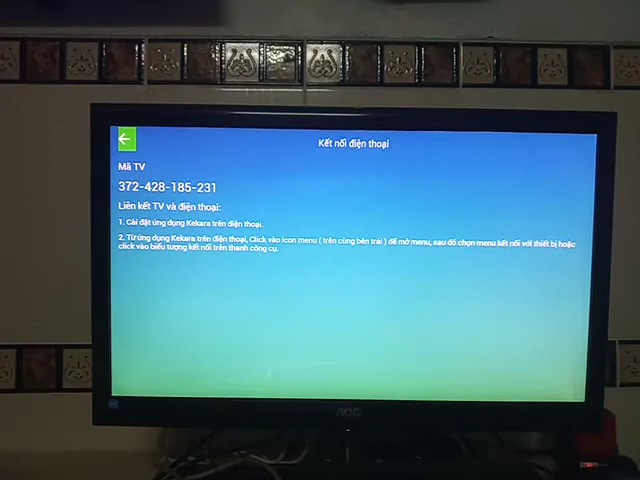 Kết nối điện thoại
Mã TV
372-428-185-231
Liên kết TV và điện thoại:
1. Cài đặt ứng dụng Kekara trên điện thoại.
2. Từ ứng dụng Kekara trên điện thoại, Click vào icon menu ( trên cùng bên trái ) để mở menu, sau đó chọn menu kết nối với thiết bị hoặc
click vào biểu tượng kết nối trên thanh công cụ.
AOC